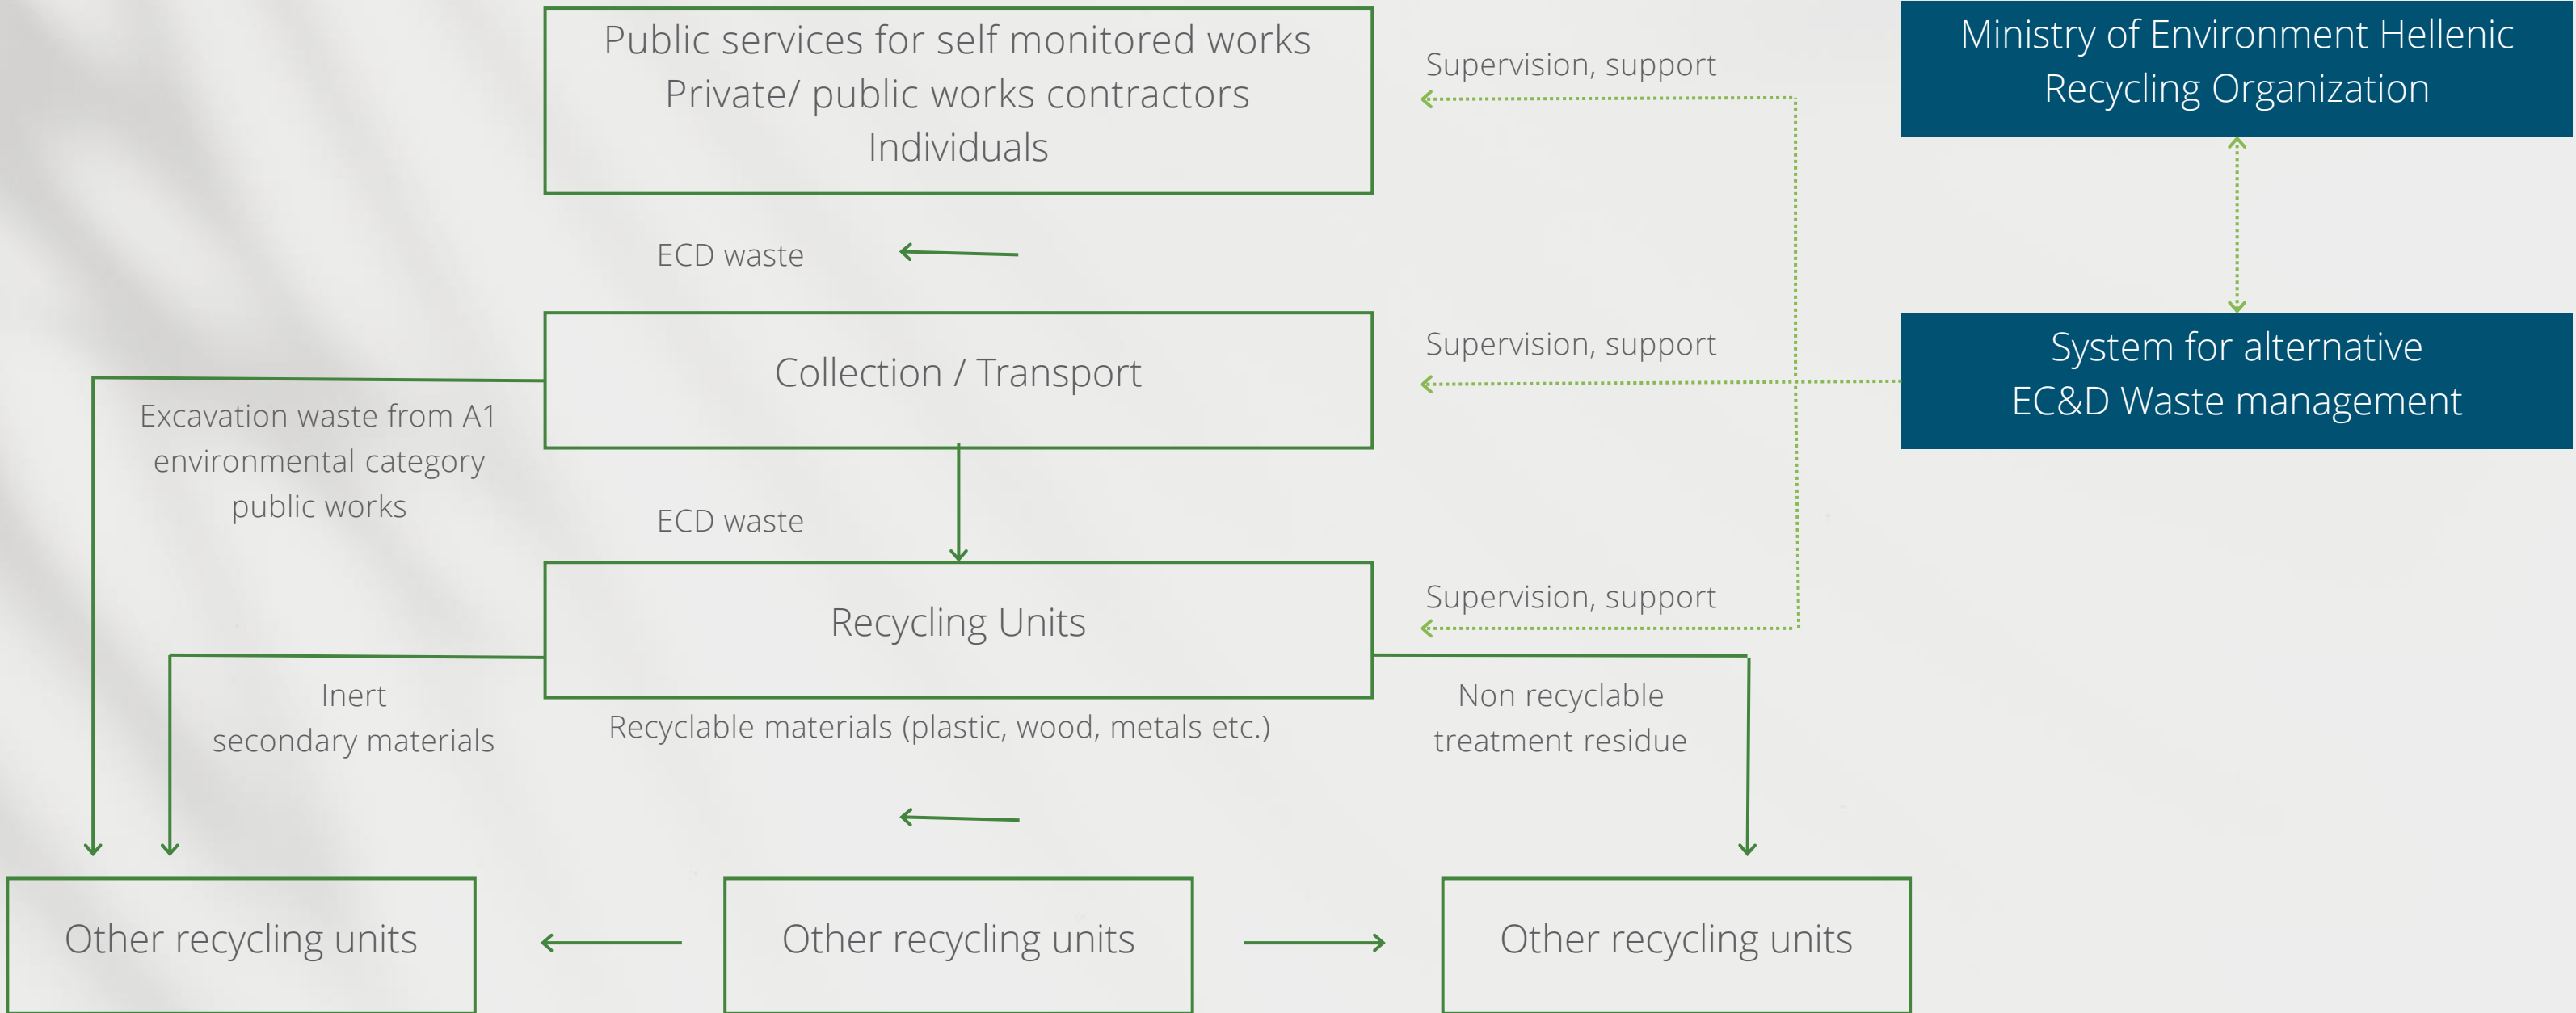 Public services for self monitored works
Private/ public works contractors
Individuals
Supervision, support
Ministry of Environment Hellenic
Recycling Organization
ECD waste
Collection / Transport
Supervision, support
System for alternative
EC&D Waste management
Excavation waste from A1
environmental category
public works
ECD waste
Recycling Units
Supervision, support
Inert
secondary materials
Recyclable materials (plastic, wood, metals etc.)
Non recyclable
treatment residue
Other recycling units
Other recycling units
Other recycling units